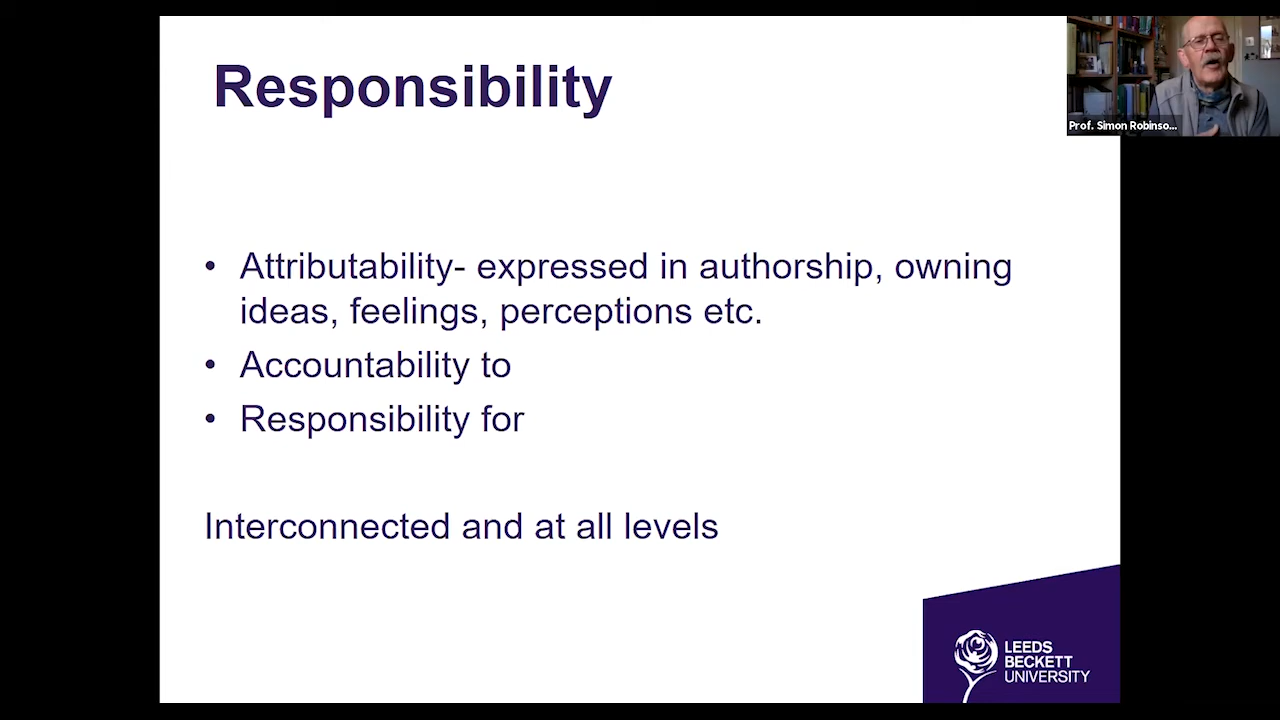 Responsibility
Prof. Simon Robinso...
• Attributability- expressed in authorship, owning
ideas, feelings, perceptions etc.
• Accountability to
• Responsibility for
Interconnected and at all levels
LEEDS
BECKETT
UNIVERSITY